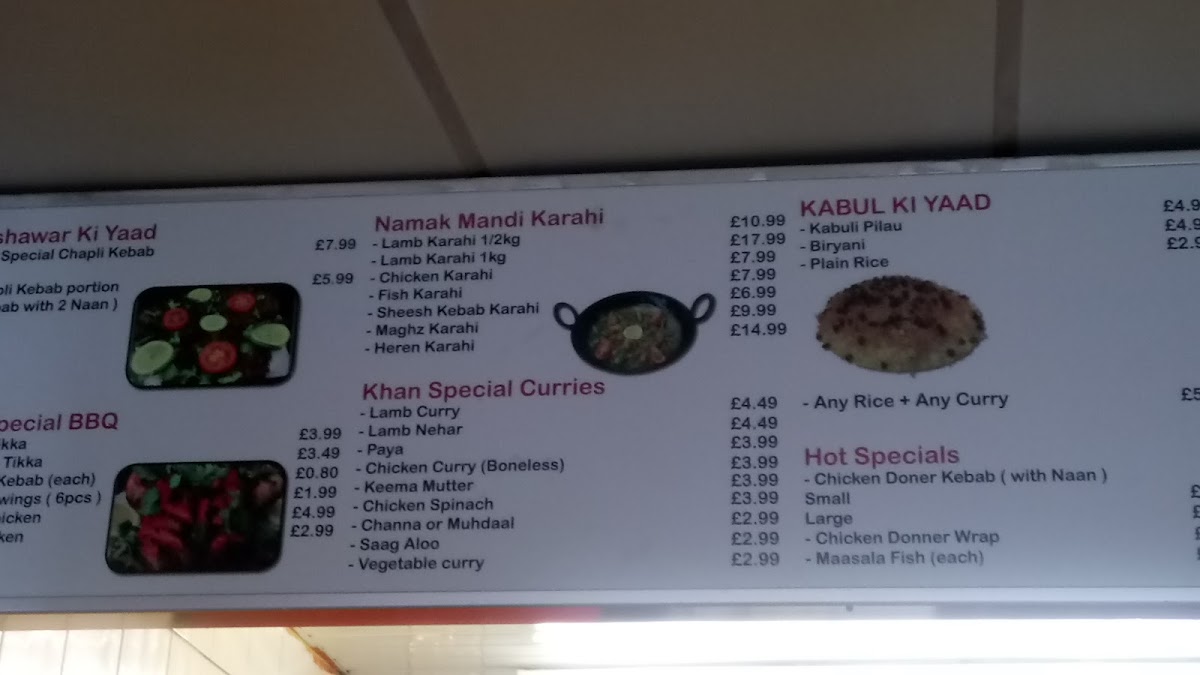 shawar Ki Yaad
Special Chapli Kebab £7.99
Kebab portion £5.99
with 2 Naan )
BBQ
£3.99
Tikka £3.49
Kebab (each) £0.80
wings ( 6pcs ) £1.99
£4.99
£2.99
Namak Mandi Karahi
- Lamb Karahi 1/2kg £10.99
- Lamb Karahi 1kg £17.99
- Chicken Karahi £7.99
- Fish Karahi £7.99
- Sheesh Kebab Karahi £6.99
- Maghz Karahi £9.99
- Heren Karahi £14.99
Khan Special Curries
- Lamb Curry £4.49
- Lamb Nehar £4.49
- Paya £3.99
- Chicken Curry (Boneless) £3.99
- Keema Mutter £3.99
- Chicken Spinach £3.99
- Channa or Muhdaal £2.99
- Saag Aloo £2.99
- Vegetable curry £2.99
KABUL KI YAAD
- Kabuli Pilau £4.9
- Biryani £4.9
- Plain Rice £2.9
- Any Rice + Any Curry £5
Hot Specials
- Chicken Doner Kebab ( with Naan )
Small £
Large £
- Chicken Donner Wrap £
- Maasala Fish (each) £